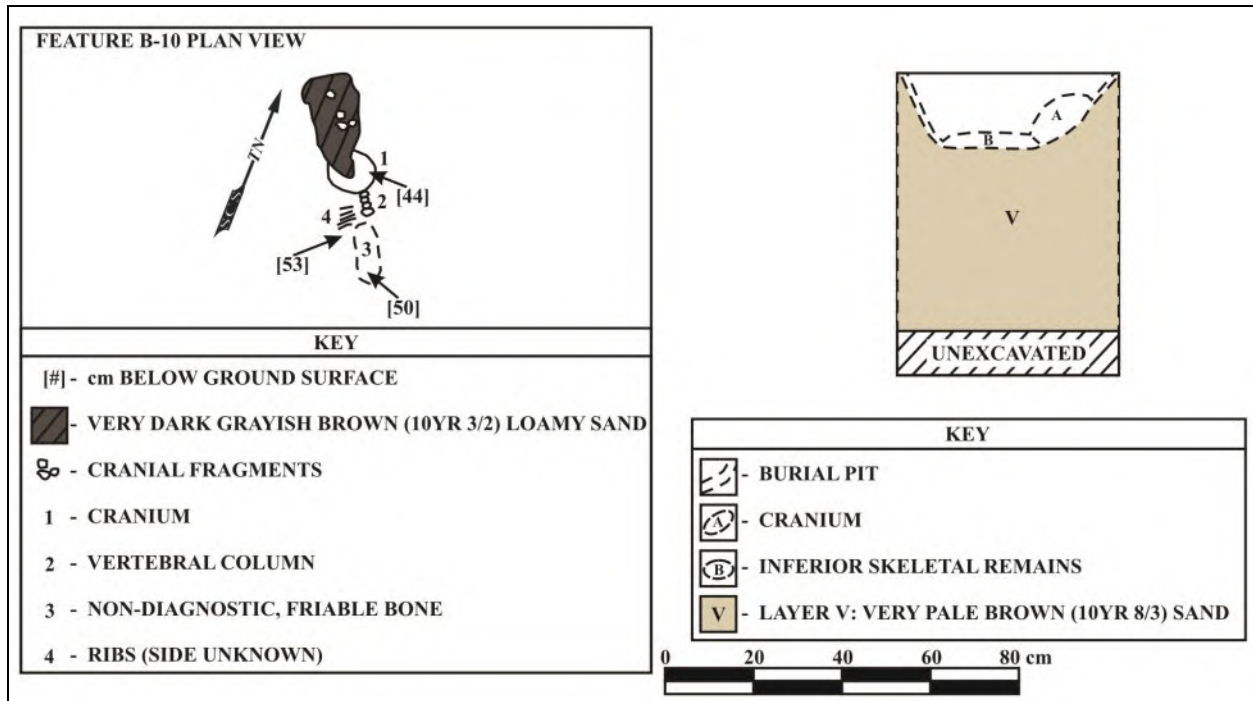 FEATURE B-10 PLAN VIEW
TN
SCS
1
[44]
2
4
3
[53]
[50]
KEY
[#] - cm BELOW GROUND SURFACE
- VERY DARK GRAYISH BROWN (10YR 3/2) LOAMY SAND
- CRANIAL FRAGMENTS
1 - CRANIUM
2 - VERTEBRAL COLUMN
3 - NON-DIAGNOSTIC, FRIABLE BONE
4 - RIBS (SIDE UNKNOWN)
A
B
V
UNEXCAVATED
KEY
- BURIAL PIT
A - CRANIUM
B - INFERIOR SKELETAL REMAINS
V - LAYER V: VERY PALE BROWN (10YR 8/3) SAND
0 20 40 60 80 cm